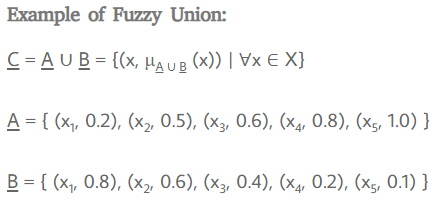 Example of Fuzzy Union:
C̲ = A̲ ∪ B̲ = {(x, μ_A̲ ∪ B̲ (x)) | ∀x ∈ X}
A̲ = { (x₁, 0.2), (x₂, 0.5), (x₃, 0.6), (x₄, 0.8), (x₅, 1.0) }
B̲ = { (x₁, 0.8), (x₂, 0.6), (x₃, 0.4), (x₄, 0.2), (x₅, 0.1) }